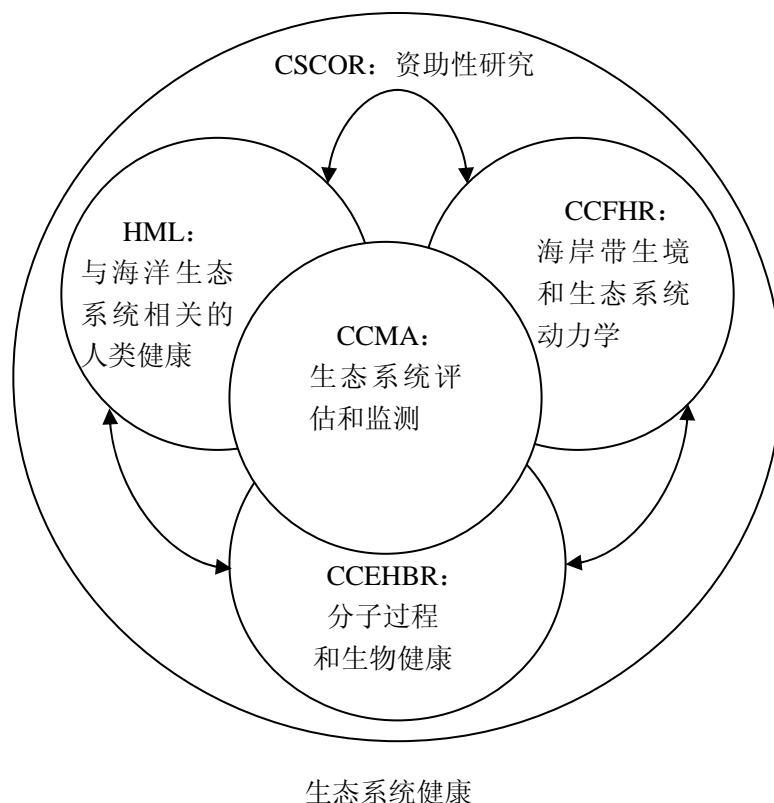 CSCOR：资助性研究
HML：
与海洋生态
系统相关的
人类健康
CCFHR：
海岸带生境
和生态系统
动力学
CCMA：
生态系统评
估和监测
CCEHBR：
分子过程
和生物健康
生态系统健康